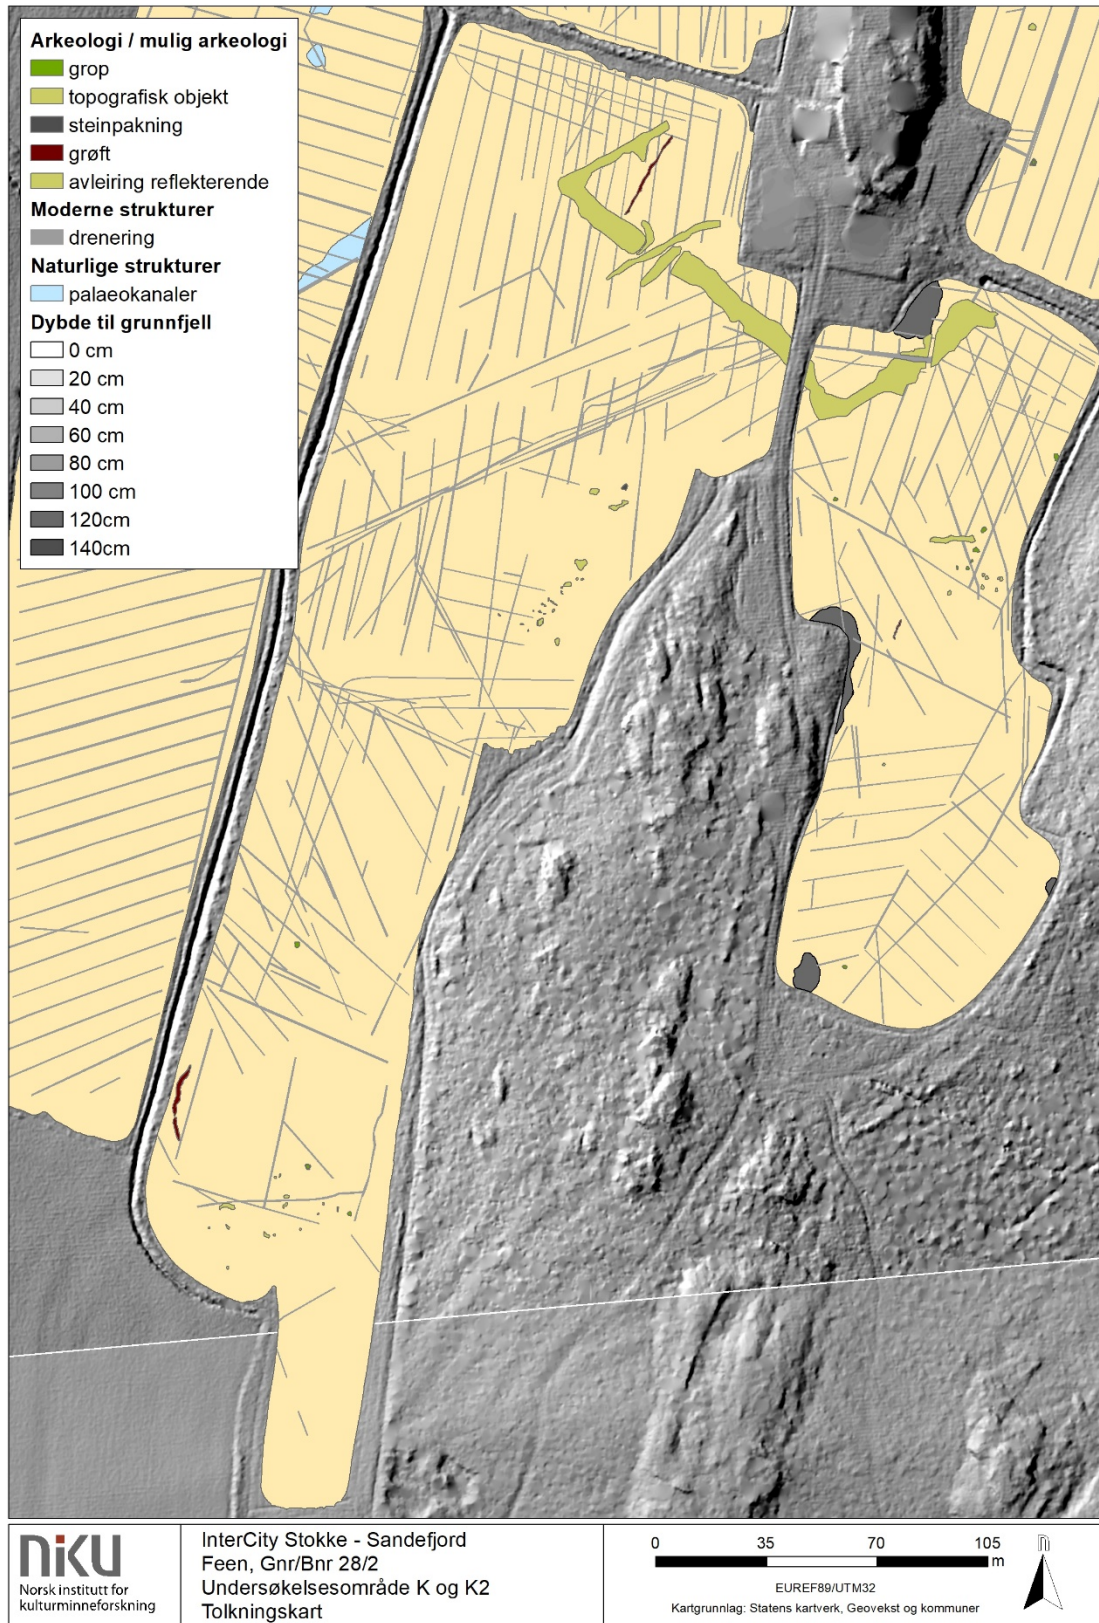 Arkeologi / mulig arkeologi
grop
topografisk objekt
steinpakning
grøft
avleiring reflekterende
Moderne strukturer
drenering
Naturlige strukturer
palaeokanaler
Dybde til grunnfjell
0 cm
20 cm
40 cm
60 cm
80 cm
100 cm
120cm
140cm
niku
Norsk institutt for
kulturminneforskning
InterCity Stokke - Sandefjord
Feen, Gnr/Bnr 28/2
Undersøkelsesområde K og K2
Tolkningskart
0 35 70 105
m
EUREF89/UTM32
Kartgrunnlag: Statens kartverk, Geovekst og kommuner
n